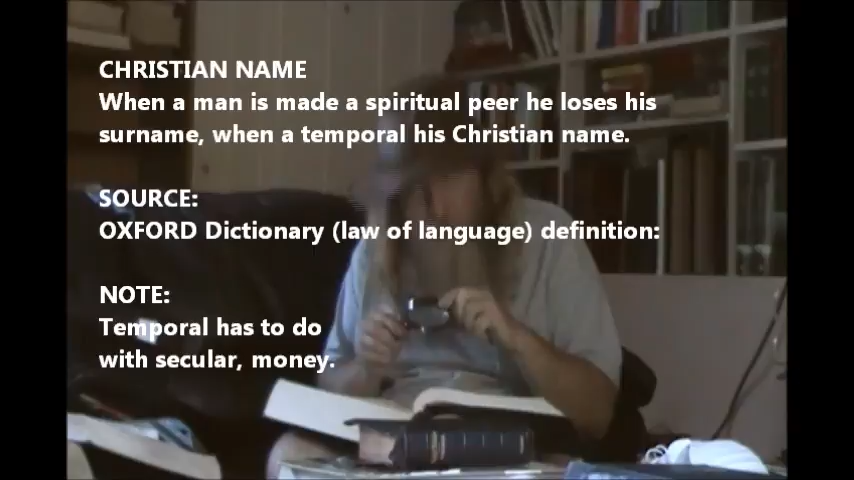 CHRISTIAN NAME
When a man is made a spiritual peer he loses his
surname, when a temporal his Christian name.
SOURCE:
OXFORD Dictionary (law of language) definition:
NOTE:
Temporal has to do
with secular, money.